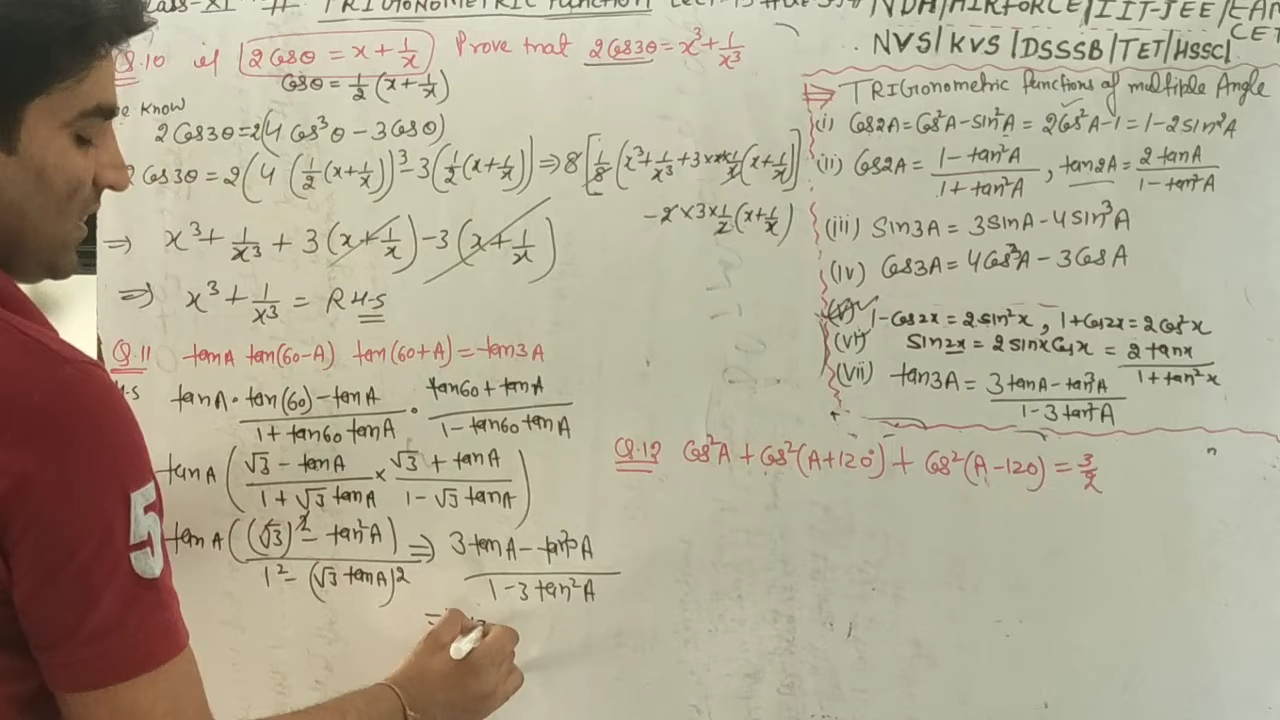 TRIGONOMETRIC FUNCTION
NDA/AIRFORCE/IIT-JEE/
CET
NVS/KVS/DSSSB/TET/HSSC/
Q.10 if 2Cosθ = x + 1/x Prove that 2Cos3θ = x³ + 1/x³
Cosθ = 1/2 (x + 1/x)
we know
2Cos3θ = 2(4Cos³θ - 3Cosθ)
2Cos3θ = 2(4(1/2(x + 1/x))³ - 3(1/2(x + 1/x))) ⇒ 8[1/8(x³ + 1/x³ + 3×x×1/x(x + 1/x))]
- 2×3×1/2(x + 1/x)
⇒ x³ + 1/x³ + 3(x + 1/x) - 3(x + 1/x)
⇒ x³ + 1/x³ = R.H.S
Q.11 tanA tan(60-A) tan(60+A) = tan3A
tanA · tan(60) - tanA / 1 + tan60 tanA · tan60 + tanA / 1 - tan60 tanA
tanA (√3 - tanA / 1 + √3 tanA × √3 + tanA / 1 - √3 tanA)
tanA ((√3)² - tan²A) / 1² - (√3 tanA)² ⇒ 3tanA - tan³A / 1 - 3tan²A
=
⇒ TRIGonometric functions of multiple Angle
(i) Cos2A = Cos²A - sin²A = 2Cos²A - 1 = 1 - 2sin²A
(ii) Cos2A = 1 - tan²A / 1 + tan²A , tan2A = 2tanA / 1 - tan²A
(iii) Sin3A = 3sinA - 4sin³A
(iv) Cos3A = 4Cos³A - 3CosA
(v) 1 - Cos2x = 2sin²x , 1 + Cos2x = 2Cos²x
(vi) Sin2x = 2sinxCosx = 2tanx / 1 + tan²x
(vii) tan3A = 3tanA - tan³A / 1 - 3tan²A
Q.12 Cos²A + Cos²(A+120°) + Cos²(A-120) = 3/2